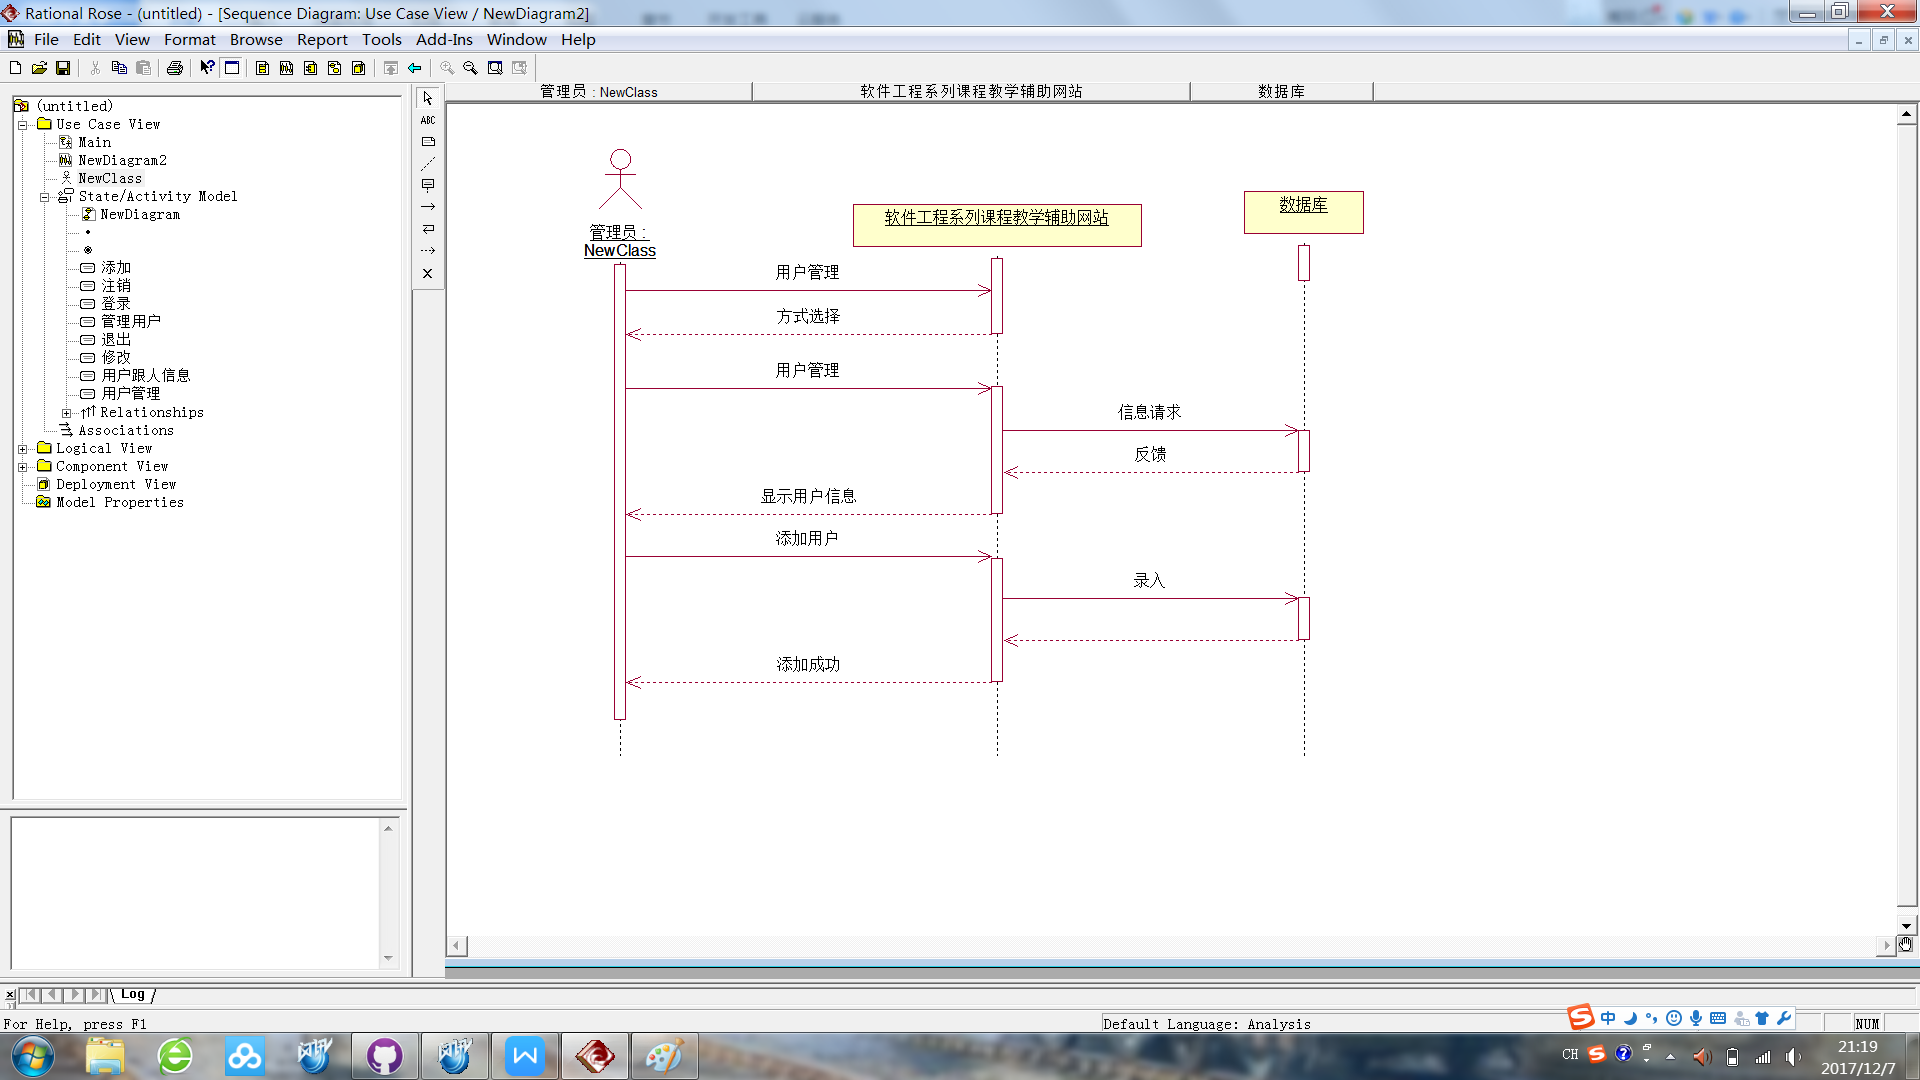 Rational Rose - (untitled) - [Sequence Diagram: Use Case View / NewDiagram2]
File Edit View Format Browse Report Tools Add-Ins Window Help
管理员 : NewClass
软件工程系列课程教学辅助网站
数据库
(untitled)
Use Case View
Main
NewDiagram2
NewClass
State/Activity Model
NewDiagram
添加
注销
登录
管理用户
退出
修改
用户跟人信息
用户管理
Relationships
Associations
Logical View
Component View
Deployment View
Model Properties
ABC
管理员 :
NewClass
软件工程系列课程教学辅助网站
数据库
用户管理
方式选择
用户管理
信息请求
反馈
显示用户信息
添加用户
录入
添加成功
Log
For Help, press F1
Default Language: Analysis
NUM
中
CH
21:19
2017/12/7